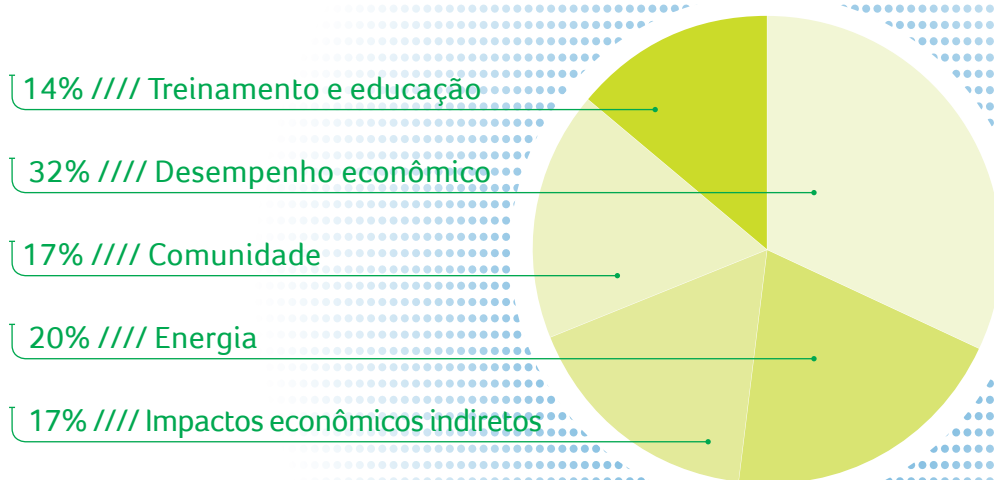 14% //// Treinamento e educação
32% //// Desempenho econômico
17% //// Comunidade
20% //// Energia
17% //// Impactos econômicos indiretos